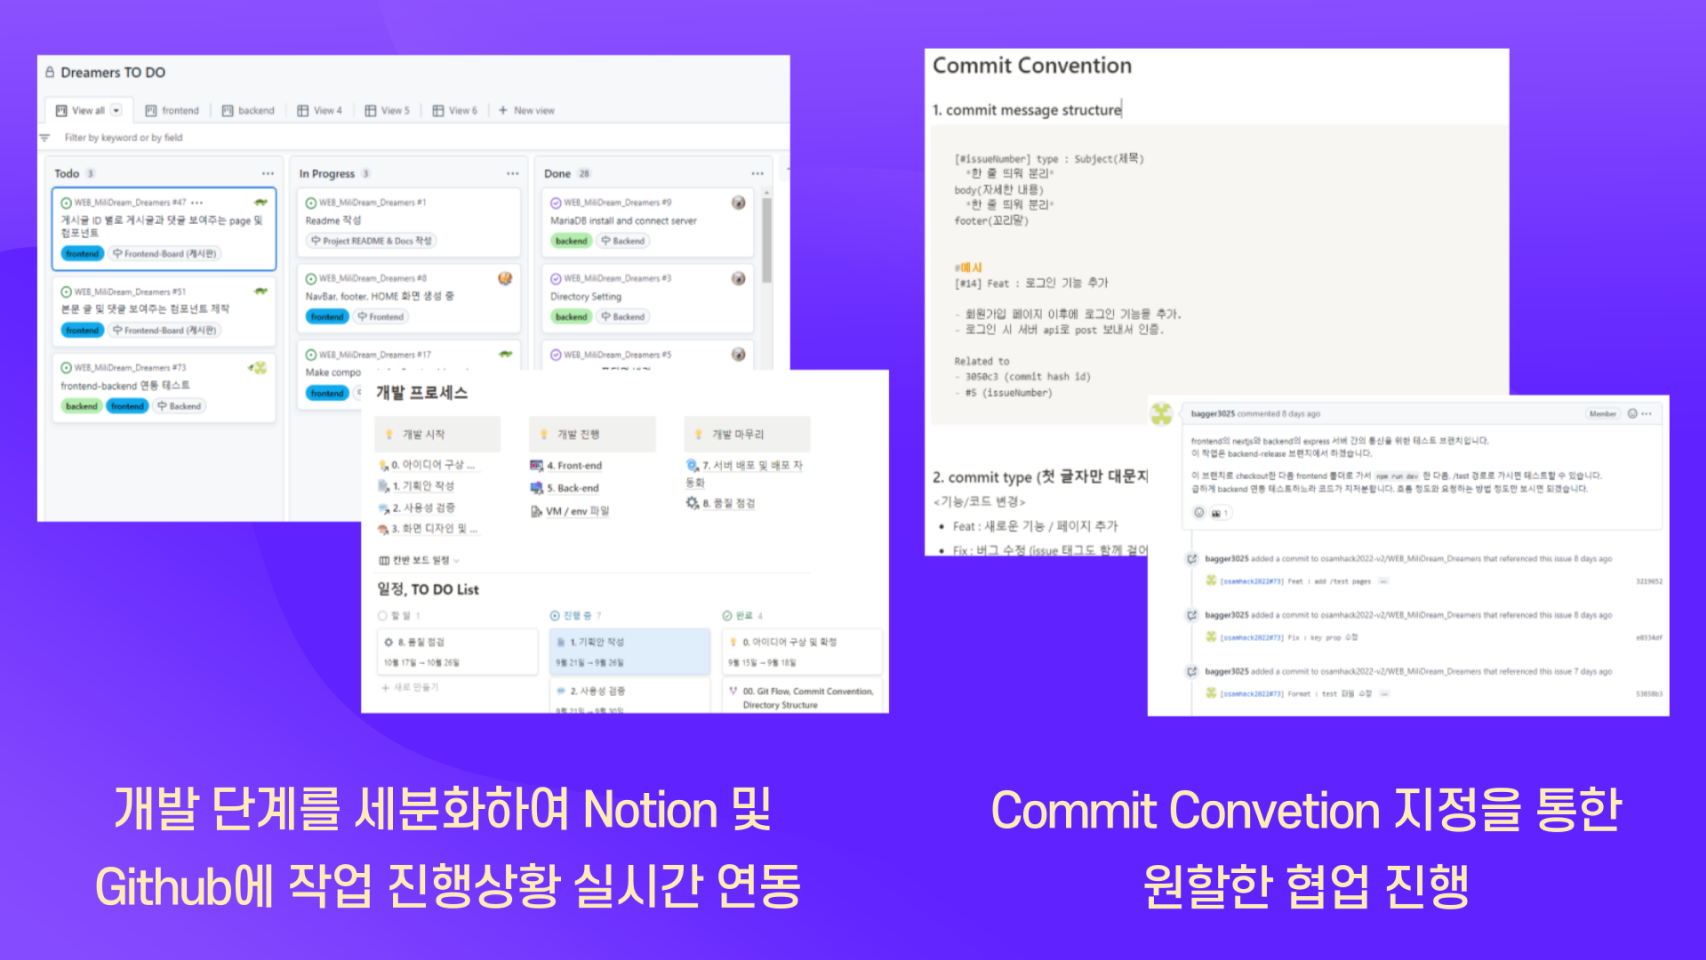 Dreamers TO DO
View all
frontend
backend
View 4
View 5
View 6
+ New view
Filter by keyword or by field
Todo 3
WEB_MiliDream_Dreamers #47
게시글 ID 별로 게시글과 댓글 보여주는 page 및
컴포넌트
frontend
Frontend-Board (게시판)
WEB_MiliDream_Dreamers #51
본문 글 및 댓글 보여주는 컴포넌트 제작
frontend
Frontend-Board (게시판)
WEB_MiliDream_Dreamers #73
frontend-backend 연동 테스트
backend
frontend
Backend
In Progress 3
WEB_MiliDream_Dreamers #1
Readme 작성
Project README & Docs 작성
WEB_MiliDream_Dreamers #8
NavBar, footer, HOME 화면 생성 중
frontend
Frontend
WEB_MiliDream_Dreamers #17
Make compo
frontend
Done 28
WEB_MiliDream_Dreamers #9
MariaDB install and connect server
backend
Backend
WEB_MiliDream_Dreamers #3
Directory Setting
backend
Backend
WEB_MiliDream_Dreamers #5
개발 프로세스
개발 시작
0. 아이디어 구상 ...
1. 기획안 작성
2. 사용성 검증
3. 화면 디자인 및 ...
개발 진행
4. Front-end
5. Back-end
VM / env 파일
개발 마무리
7. 서버 배포 및 배포 자
동화
8. 품질 점검
칸반 보드 일정
일정, TO DO List
할 일 1
8. 품질 점검
10월 17일 → 10월 26일
+ 새로 만들기
진행 중 7
1. 기획안 작성
9월 21일 → 9월 26일
2. 사용성 검증
9월 21일 → 9월 30일
완료 4
0. 아이디어 구상 및 확정
9월 15일 → 9월 18일
00. Git Flow, Commit Convention,
Directory Structure
개발 단계를 세분화하여 Notion 및
Github에 작업 진행상황 실시간 연동
Commit Convention
1. commit message structure
[#issueNumber] type : Subject(제목)
*한 줄 띄워 분리*
body(자세한 내용)
*한 줄 띄워 분리*
footer(꼬리말)
#예시
[#14] Feat : 로그인 기능 추가
- 회원가입 페이지 이후에 로그인 기능을 추가.
- 로그인 시 서버 api로 post 보내서 인증.
Related to
- 3050c3 (commit hash id)
- #5 (issueNumber)
2. commit type (첫 글자만 대문자
<기능/코드 변경>
• Feat : 새로운 기능 / 페이지 추가
• Fix : 버그 수정 (issue 태그도 함께 걸어
bagger3025 commented 8 days ago
Member
frontend의 nextjs와 backend의 express 서버 간의 통신을 위한 테스트 브랜치입니다.
이 작업은 backend-release 브랜치에서 하겠습니다.
이 브랜치로 checkout한 다음 frontend 폴더로 가서 npm run dev 한 다음, /test 경로로 가시면 테스트할 수 있습니다.
급하게 backend 연동 테스트하느라 코드가 지저분합니다. 흐름 정도와 요청하는 방법 정도만 보시면 되겠습니다.
1
bagger3025 added a commit to osamhack2022-v2/WEB_MiliDream_Dreamers that referenced this issue 8 days ago
[osamhack2022#73] Feat : add /test pages
3219652
bagger3025 added a commit to osamhack2022-v2/WEB_MiliDream_Dreamers that referenced this issue 8 days ago
[osamhack2022#73] Fix : key prop 수정
e0334df
bagger3025 added a commit to osamhack2022-v2/WEB_MiliDream_Dreamers that referenced this issue 7 days ago
[osamhack2022#73] Format : test 파일 수정
Commit Convetion 지정을 통한
원할한 협업 진행